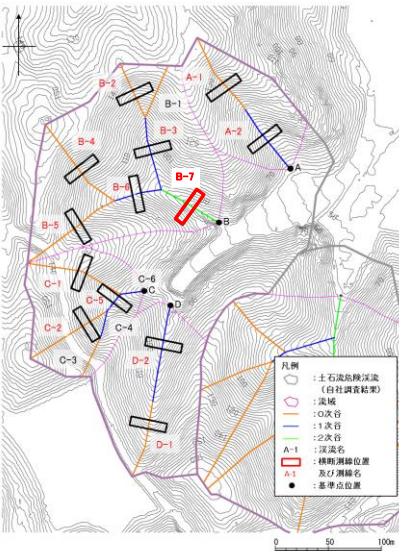 B-2
A-1
B-1
B-4
B-3
A-2
B-7
B-6
A
B-5
B
C-6
C-1
C
D
C-5
C-2
C-4
C-3
D-2
D-1
凡例
：土石流危険渓流
（自社調査結果）
：流域
：0次谷
：1次谷
：2次谷
A-1 ：渓流名
：横断測線位置
A-1 及び測線名
：基準点位置
0 50 100m